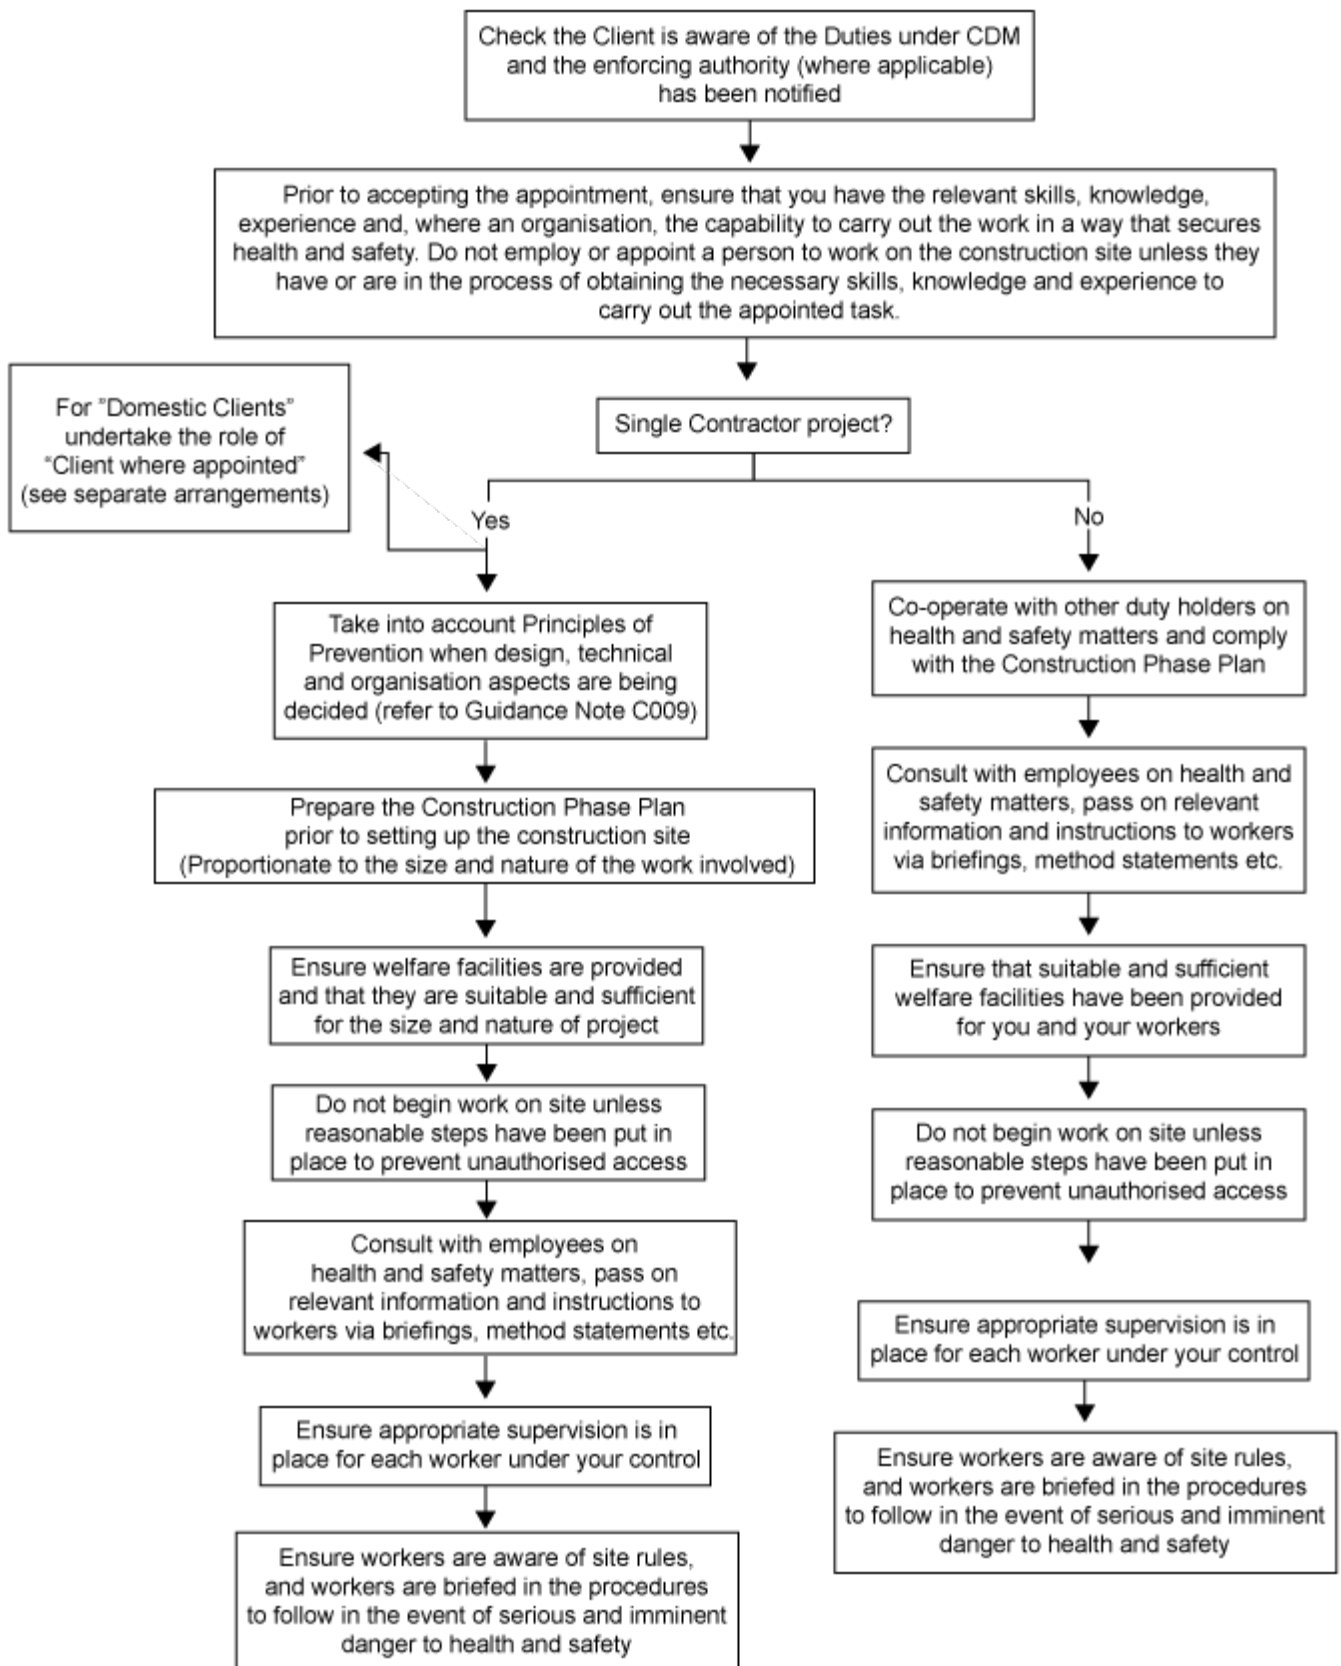 Check the Client is aware of the Duties under CDM
and the enforcing authority (where applicable)
has been notified
Prior to accepting the appointment, ensure that you have the relevant skills, knowledge,
experience and, where an organisation, the capability to carry out the work in a way that secures
health and safety. Do not employ or appoint a person to work on the construction site unless they
have or are in the process of obtaining the necessary skills, knowledge and experience to
carry out the appointed task.
Single Contractor project?
For ”Domestic Clients”
undertake the role of
“Client where appointed”
(see separate arrangements)
Yes
Take into account Principles of
Prevention when design, technical
and organisation aspects are being
decided (refer to Guidance Note C009)
Prepare the Construction Phase Plan
prior to setting up the construction site
(Proportionate to the size and nature of the work involved)
Ensure welfare facilities are provided
and that they are suitable and sufficient
for the size and nature of project
Do not begin work on site unless
reasonable steps have been put in
place to prevent unauthorised access
Consult with employees on
health and safety matters, pass on
relevant information and instructions to
workers via briefings, method statements etc.
Ensure appropriate supervision is in
place for each worker under your control
Ensure workers are aware of site rules,
and workers are briefed in the procedures
to follow in the event of serious and imminent
danger to health and safety
No
Co-operate with other duty holders on
health and safety matters and comply
with the Construction Phase Plan
Consult with employees on health and
safety matters, pass on relevant
information and instructions to workers
via briefings, method statements etc.
Ensure that suitable and sufficient
welfare facilities have been provided
for you and your workers
Do not begin work on site unless
reasonable steps have been put in
place to prevent unauthorised access
Ensure appropriate supervision is in
place for each worker under your control
Ensure workers are aware of site rules,
and workers are briefed in the procedures
to follow in the event of serious and imminent
danger to health and safety